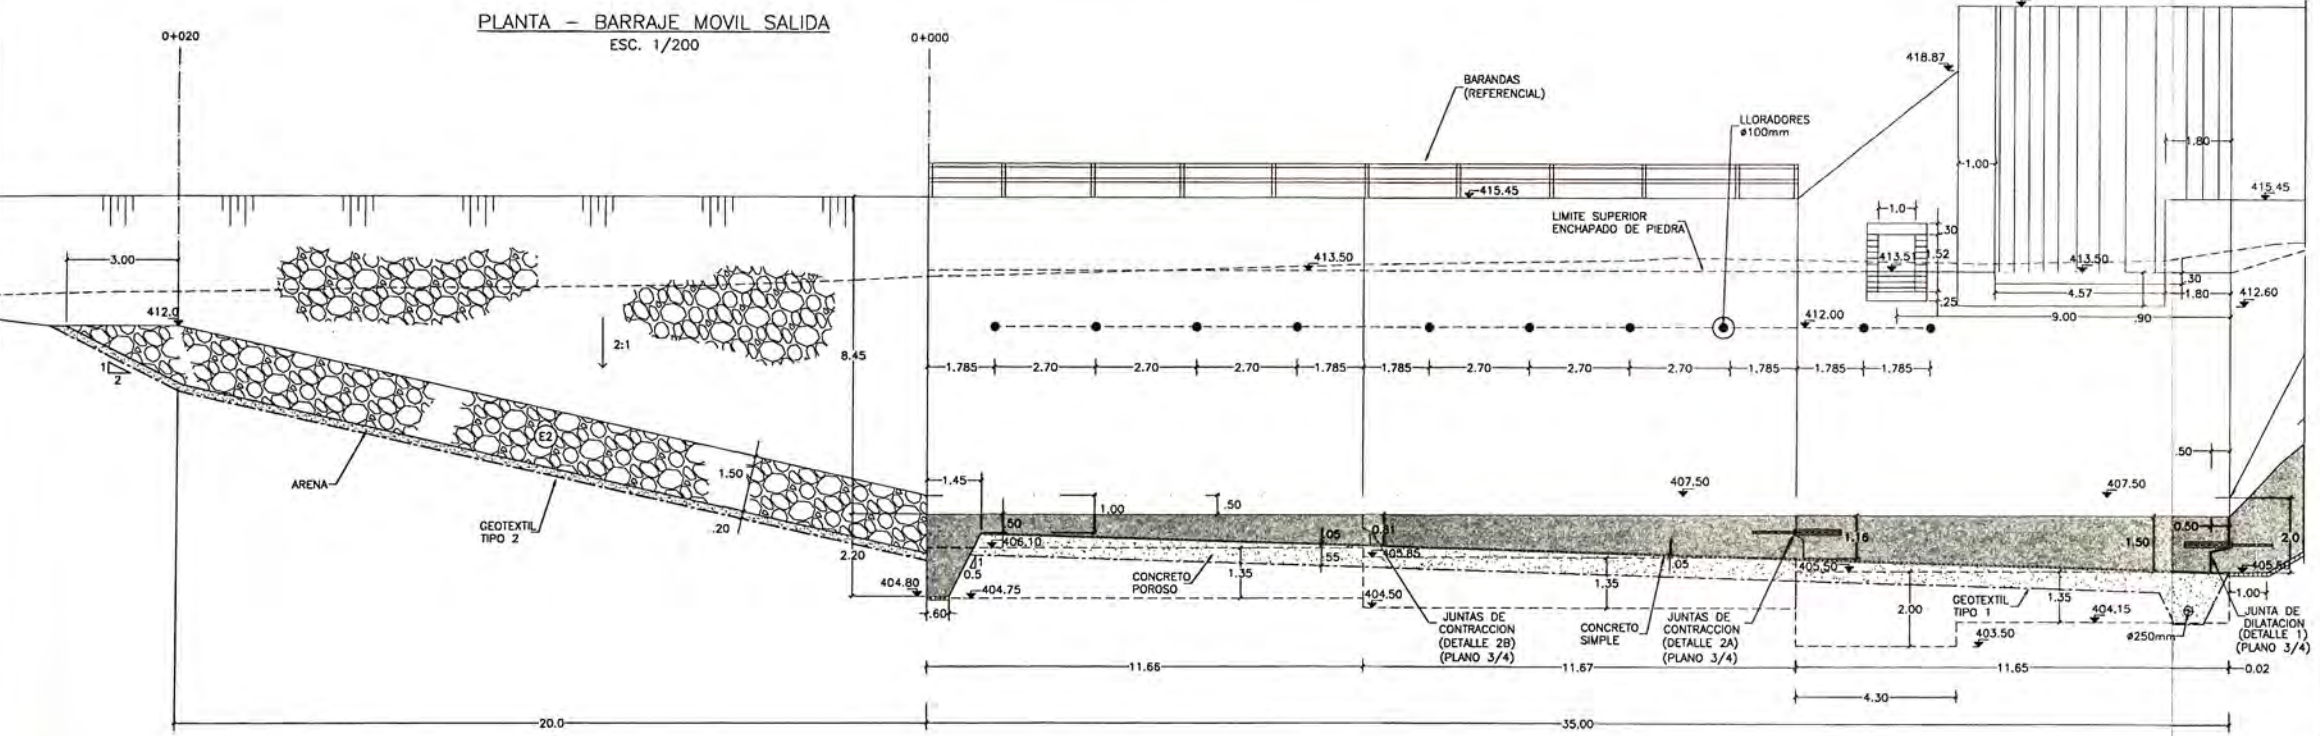 PLANTA – BARRAJE MOVIL SALIDA
ESC. 1/200
0+020
0+000
BARANDAS
(REFERENCIAL)
418.87
LLORADORES
ø100mm
1.80
1.00
415.45
415.45
LIMITE SUPERIOR
ENCHAPADO DE PIEDRA
1.0
.30
3.00
413.50
413.51
1.52
413.50
.30
4.57
1.80
412.60
.25
412.0
412.00
9.00
.90
2:1
8.45
1
2
1.785
2.70
2.70
2.70
1.785
1.785
2.70
2.70
2.70
1.785
1.785
1.785
E2
.50
1.50
1.45
407.50
407.50
ARENA
1.00
.50
GEOTEXTIL
TIPO 2
.20
.50
0.81
0.50
2.20
406.10
.05
1.16
1.50
2.0
404.80
0.5
1
CONCRETO
POROSO
1.35
.55
405.85
1.35
.05
405.50
404.75
404.50
2.00
GEOTEXTIL
TIPO 1
1.35
1.00
.60
404.15
JUNTAS DE
CONTRACCION
(DETALLE 2B)
(PLANO 3/4)
CONCRETO
SIMPLE
JUNTAS DE
CONTRACCION
(DETALLE 2A)
(PLANO 3/4)
403.50
ø250mm
JUNTA DE
DILATACION
(DETALLE 1)
(PLANO 3/4)
11.66
11.67
11.65
0.02
4.30
20.0
35.00